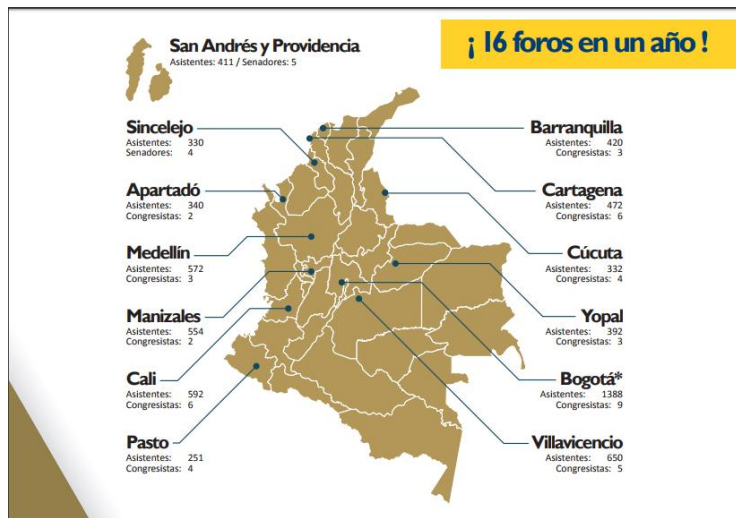 ¡ 16 foros en un año !
San Andrés y Providencia
Asistentes: 411 / Senadores: 5
Sincelejo
Asistentes: 330
Senadores: 4
Apartadó
Asistentes: 340
Congresistas: 2
Medellín
Asistentes: 572
Congresistas: 3
Manizales
Asistentes: 554
Congresistas: 2
Cali
Asistentes: 592
Congresistas: 6
Pasto
Asistentes: 251
Congresistas: 4
Barranquilla
Asistentes: 420
Congresistas: 3
Cartagena
Asistentes: 472
Congresistas: 6
Cúcuta
Asistentes: 332
Congresistas: 4
Yopal
Asistentes: 392
Congresistas: 3
Bogotá*
Asistentes: 1388
Congresistas: 9
Villavicencio
Asistentes: 650
Congresistas: 5